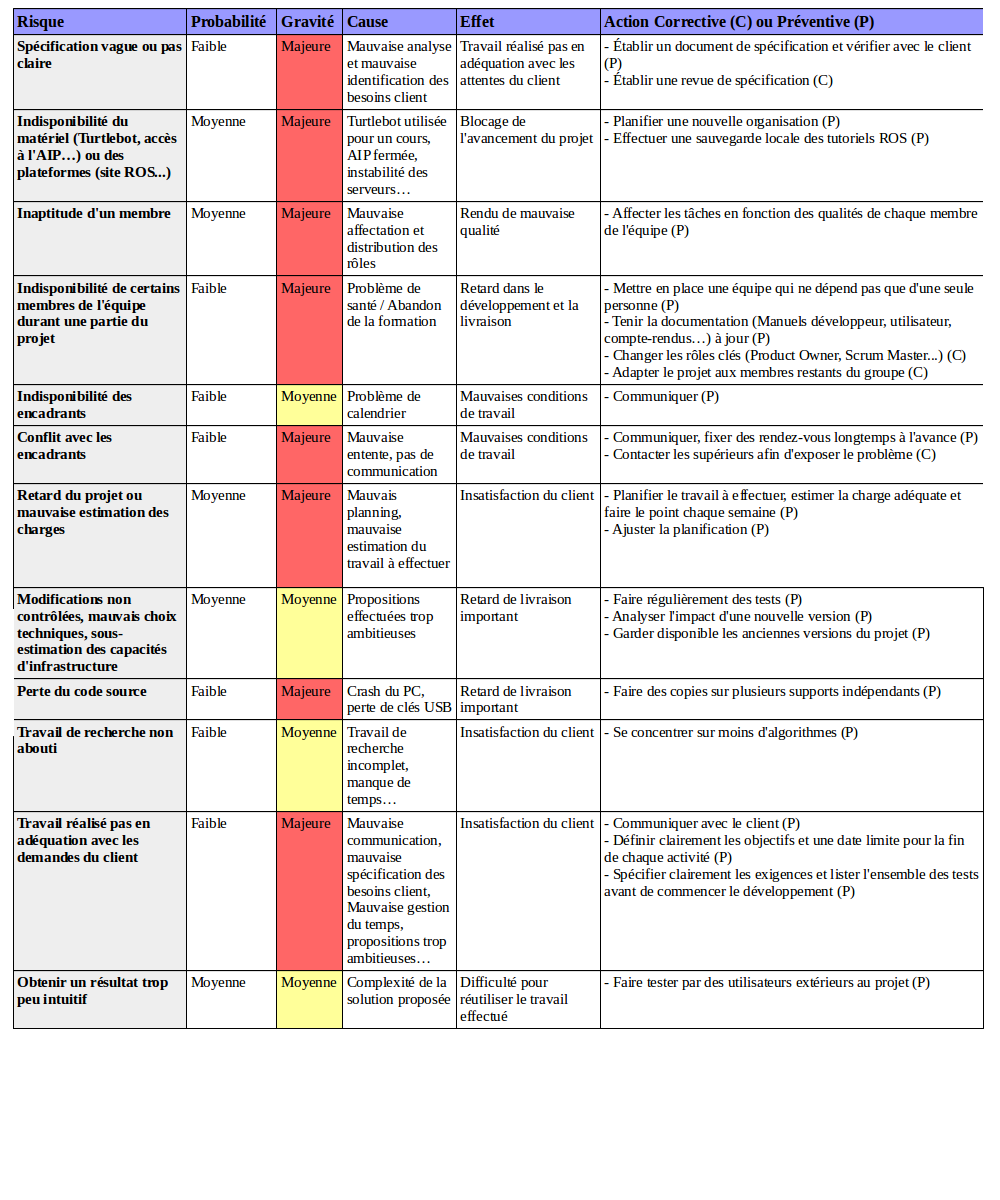 Risque Probabilité Gravité Cause Effet Action Corrective (C) ou Préventive (P)
Spécification vague ou pas
claire
Faible
Majeure
Mauvaise analyse
et mauvaise
identification des
besoins client
Travail réalisé pas en
adéquation avec les
attentes du client
- Établir un document de spécification et vérifier avec le client
(P)
- Établir une revue de spécification (C)
Indisponibilité du
matériel (Turtlebot, accès
à l'AIP…) ou des
plateformes (site ROS...)
Moyenne
Majeure
Turtlebot utilisée
pour un cours,
AIP fermée,
instabilité des
serveurs…
Blocage de
l'avancement du projet
- Planifier une nouvelle organisation (P)
- Effectuer une sauvegarde locale des tutoriels ROS (P)
Inaptitude d'un membre
Moyenne
Majeure
Mauvaise
affectation et
distribution des
rôles
Rendu de mauvaise
qualité
- Affecter les tâches en fonction des qualités de chaque membre
de l'équipe (P)
Indisponibilité de certains
membres de l'équipe
durant une partie du
projet
Faible
Majeure
Problème de
santé / Abandon
de la formation
Retard dans le
développement et la
livraison
- Mettre en place une équipe qui ne dépend pas que d'une seule
personne (P)
- Tenir la documentation (Manuels développeur, utilisateur,
compte-rendus…) à jour (P)
- Changer les rôles clés (Product Owner, Scrum Master...) (C)
- Adapter le projet aux membres restants du groupe (C)
Indisponibilité des
encadrants
Faible
Moyenne
Problème de
calendrier
Mauvaises conditions
de travail
- Communiquer (P)
Conflit avec les
encadrants
Faible
Majeure
Mauvaise
entente, pas de
communication
Mauvaises conditions
de travail
- Communiquer, fixer des rendez-vous longtemps à l'avance (P)
- Contacter les supérieurs afin d'exposer le problème (C)
Retard du projet ou
mauvaise estimation des
charges
Moyenne
Majeure
Mauvais
planning,
mauvaise
estimation du
travail à effectuer
Insatisfaction du client
- Planifier le travail à effectuer, estimer la charge adéquate et
faire le point chaque semaine (P)
- Ajuster la planification (P)
Modifications non
contrôlées, mauvais choix
techniques, sous-
estimation des capacités
d'infrastructure
Moyenne
Moyenne
Propositions
effectuées trop
ambitieuses
Retard de livraison
important
- Faire régulièrement des tests (P)
- Analyser l'impact d'une nouvelle version (P)
- Garder disponible les anciennes versions du projet (P)
Perte du code source
Faible
Majeure
Crash du PC,
perte de clés USB
Retard de livraison
important
- Faire des copies sur plusieurs supports indépendants (P)
Travail de recherche non
abouti
Faible
Moyenne
Travail de
recherche
incomplet,
manque de
temps…
Insatisfaction du client
- Se concentrer sur moins d'algorithmes (P)
Travail réalisé pas en
adéquation avec les
demandes du client
Faible
Majeure
Mauvaise
communication,
mauvaise
spécification des
besoins client,
Mauvaise gestion
du temps,
propositions trop
ambitieuses…
Insatisfaction du client
- Communiquer avec le client (P)
- Définir clairement les objectifs et une date limite pour la fin
de chaque activité (P)
- Spécifier clairement les exigences et lister l'ensemble des tests
avant de commencer le développement (P)
Obtenir un résultat trop
peu intuitif
Moyenne
Moyenne
Complexité de la
solution proposée
Difficulté pour
réutiliser le travail
effectué
- Faire tester par des utilisateurs extérieurs au projet (P)